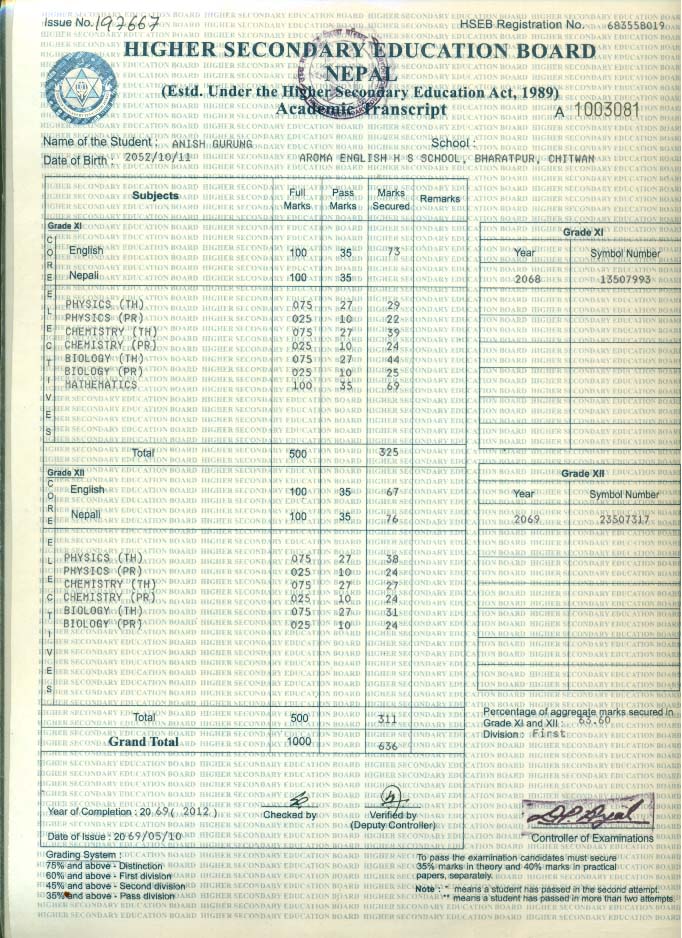 Issue No. 197667 HSEB Registration No. 683558019
HIGHER SECONDARY EDUCATION BOARD
NEPAL
(Estd. Under the Higher Secondary Education Act, 1989)
Academic Transcript A 1003081
Name of the Student : ANISH GURUNG School :
Date of Birth : 2052/10/11 AROMA ENGLISH H S SCHOOL, BHARATPUR, CHITWAN
Subjects Full Marks Pass Marks Marks Secured Remarks
Grade XI
CORE
English 100 35 73
Nepali 100 35
ELECTIVES
PHYSICS (TH) 075 27 29
PHYSICS (PR) 025 10 22
CHEMISTRY (TH) 075 27 39
CHEMISTRY (PR) 025 10 24
BIOLOGY (TH) 075 27 44
BIOLOGY (PR) 025 10 25
MATHEMATICS 100 35 69
Total 500 325
Grade XI
Year Symbol Number
2068 13507993
Grade XII
CORE
English 100 35 67
Nepali 100 35 76
ELECTIVES
PHYSICS (TH) 075 27 38
PHYSICS (PR) 025 10 24
CHEMISTRY (TH) 075 27 27
CHEMISTRY (PR) 025 10 24
BIOLOGY (TH) 075 27 31
BIOLOGY (PR) 025 10 24
Total 500 311
Grand Total 1000 636
Grade XII
Year Symbol Number
2069 23507317
Percentage of aggregate marks secured in
Grade XI and XII : 63.60
Division : First
Year of Completion : 2069( 2012 )
Checked by
Verified by
(Deputy Controller)
Date of Issue : 2069/05/10
Controller of Examinations
Grading System :
75% and above - Distinction
60% and above - First division
45% and above - Second division
35% and above - Pass division
To pass the examination candidates must secure
35% marks in theory and 40% marks in practical
papers, seperately.
Note : * means a student has passed in the second attempt.
** means a student has passed in more than two attempts